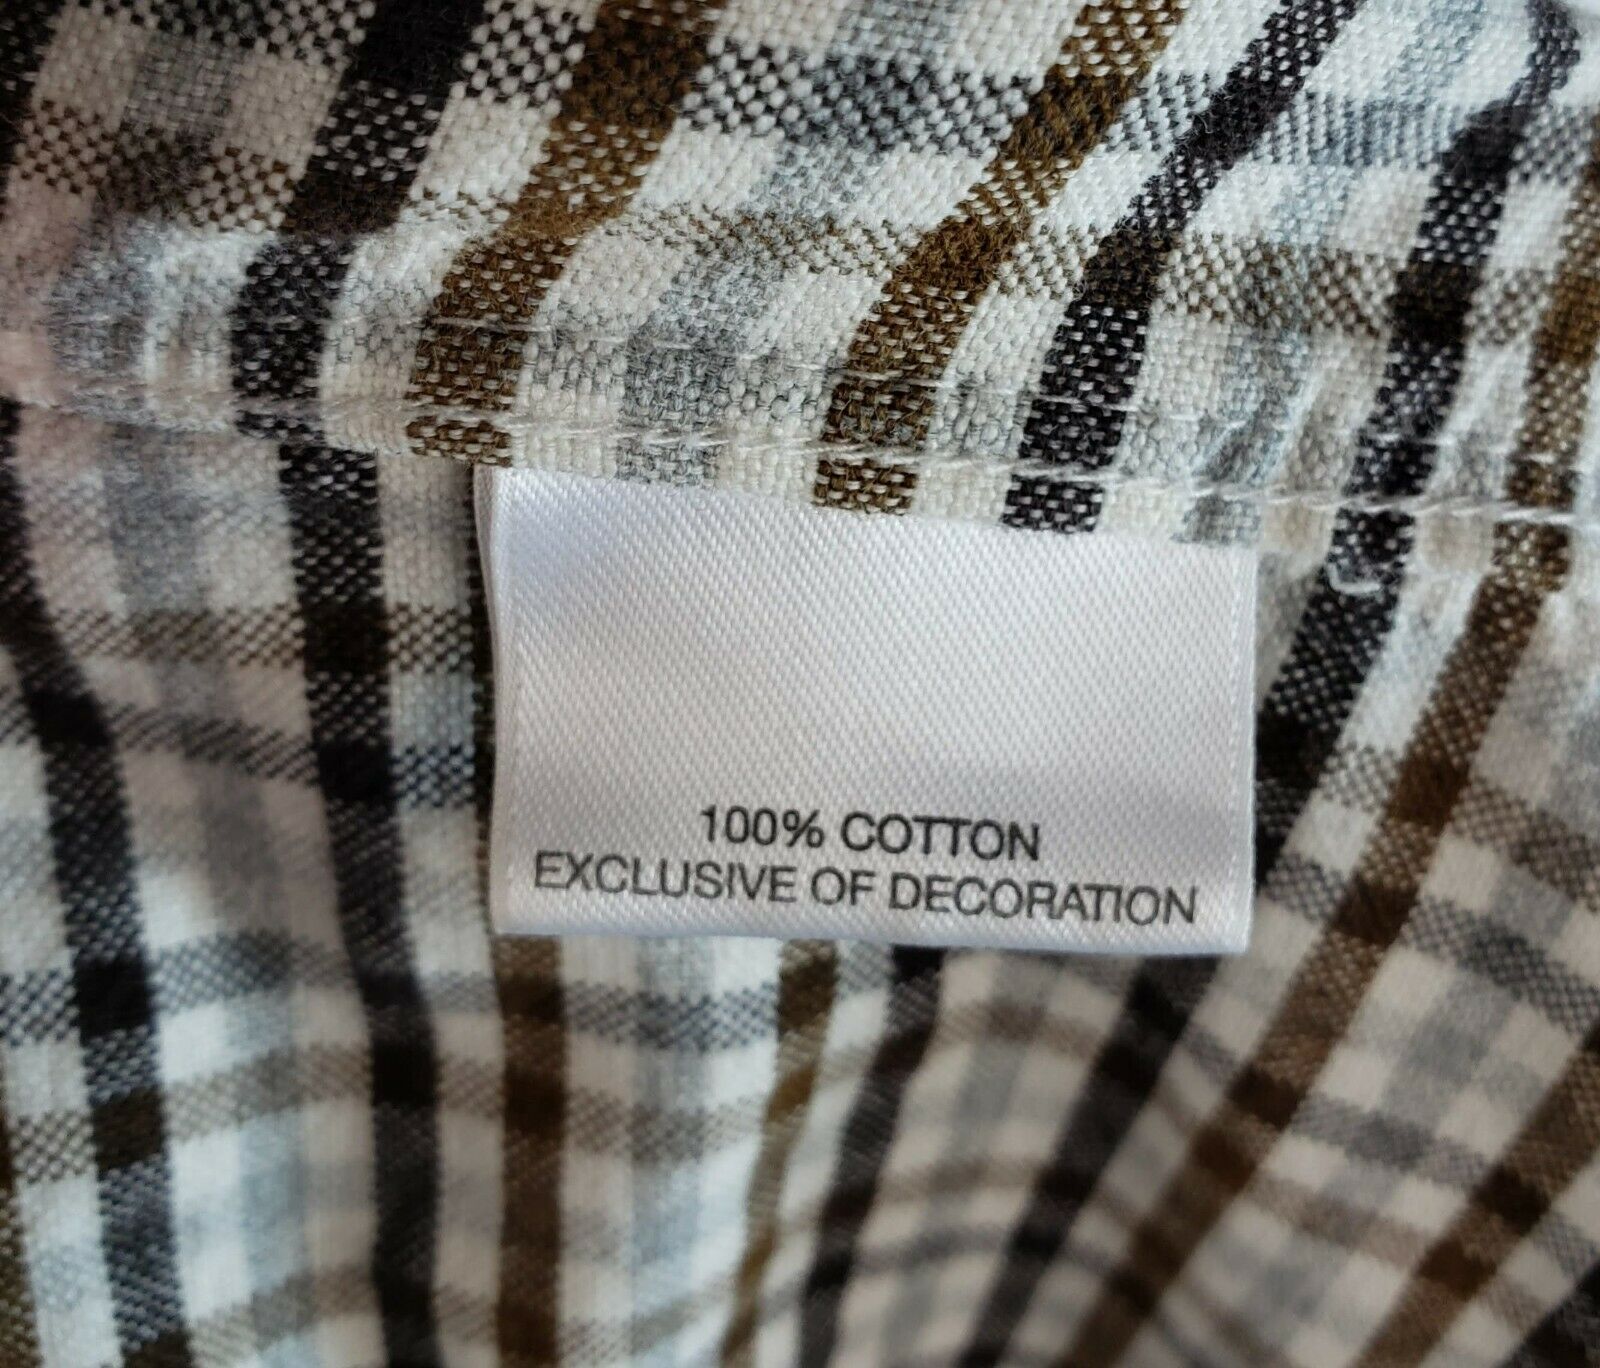 100% COTTON
EXCLUSIVE OF DECORATION